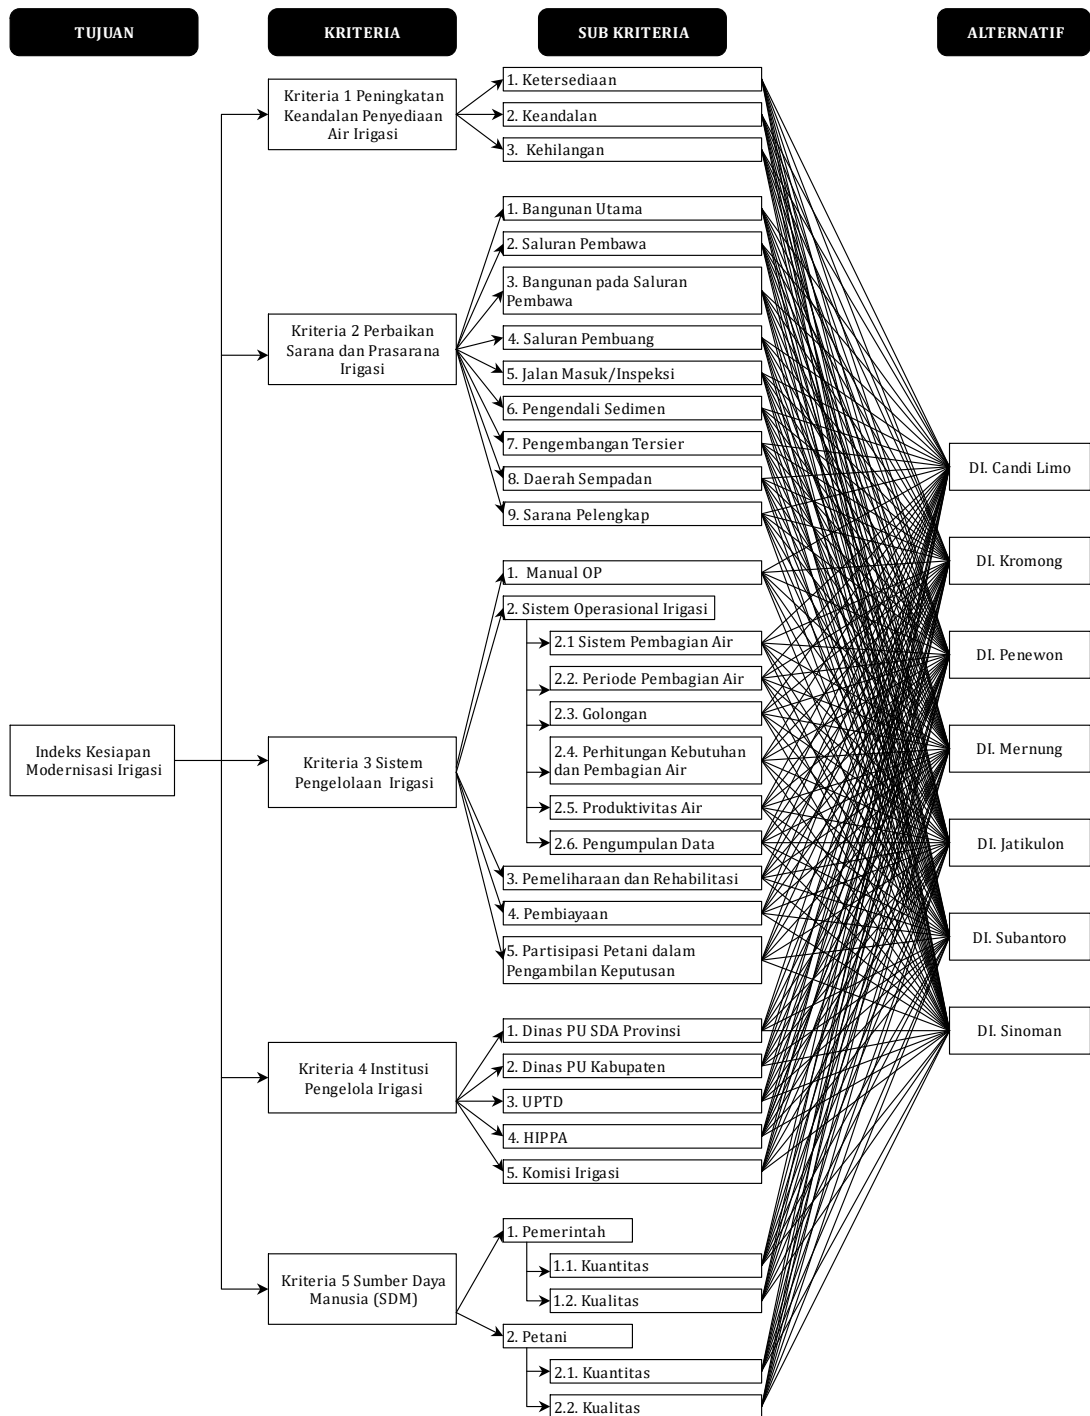 TUJUAN
KRITERIA
SUB KRITERIA
ALTERNATIF
Indeks Kesiapan
Modernisasi Irigasi
Kriteria 1 Peningkatan
Keandalan Penyediaan
Air Irigasi
1. Ketersediaan
2. Keandalan
3. Kehilangan
Kriteria 2 Perbaikan
Sarana dan Prasarana
Irigasi
1. Bangunan Utama
2. Saluran Pembawa
3. Bangunan pada Saluran
Pembawa
4. Saluran Pembuang
5. Jalan Masuk/Inspeksi
6. Pengendali Sedimen
7. Pengembangan Tersier
8. Daerah Sempadan
9. Sarana Pelengkap
Kriteria 3 Sistem
Pengelolaan Irigasi
1. Manual OP
2. Sistem Operasional Irigasi
2.1 Sistem Pembagian Air
2.2. Periode Pembagian Air
2.3. Golongan
2.4. Perhitungan Kebutuhan
dan Pembagian Air
2.5. Produktivitas Air
2.6. Pengumpulan Data
3. Pemeliharaan dan Rehabilitasi
4. Pembiayaan
5. Partisipasi Petani dalam
Pengambilan Keputusan
Kriteria 4 Institusi
Pengelola Irigasi
1. Dinas PU SDA Provinsi
2. Dinas PU Kabupaten
3. UPTD
4. HIPPA
5. Komisi Irigasi
Kriteria 5 Sumber Daya
Manusia (SDM)
1. Pemerintah
1.1. Kuantitas
1.2. Kualitas
2. Petani
2.1. Kuantitas
2.2. Kualitas
DI. Candi Limo
DI. Kromong
DI. Penewon
DI. Mernung
DI. Jatikulon
DI. Subantoro
DI. Sinoman